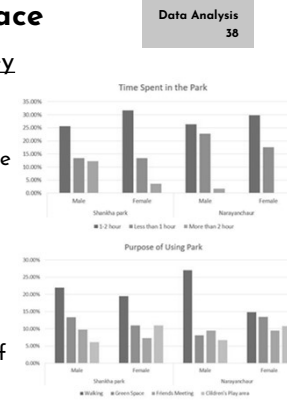 ace
Data Analysis
38
y
Time Spent in the Park
35.00%
30.00%
25.00%
20.00%
15.00%
10.00%
5.00%
0.00%
e
Male Female Male Female
Shankha park Narayanchaur
1-2 hour Less than 1 hour More than 2 hour
Purpose of Using Park
30.00%
25.00%
20.00%
15.00%
10.00%
5.00%
0.00%
f
Male Female Male Female
Shankha park Narayanchaur
Walking Green Space Friends Meeting Children's Play area